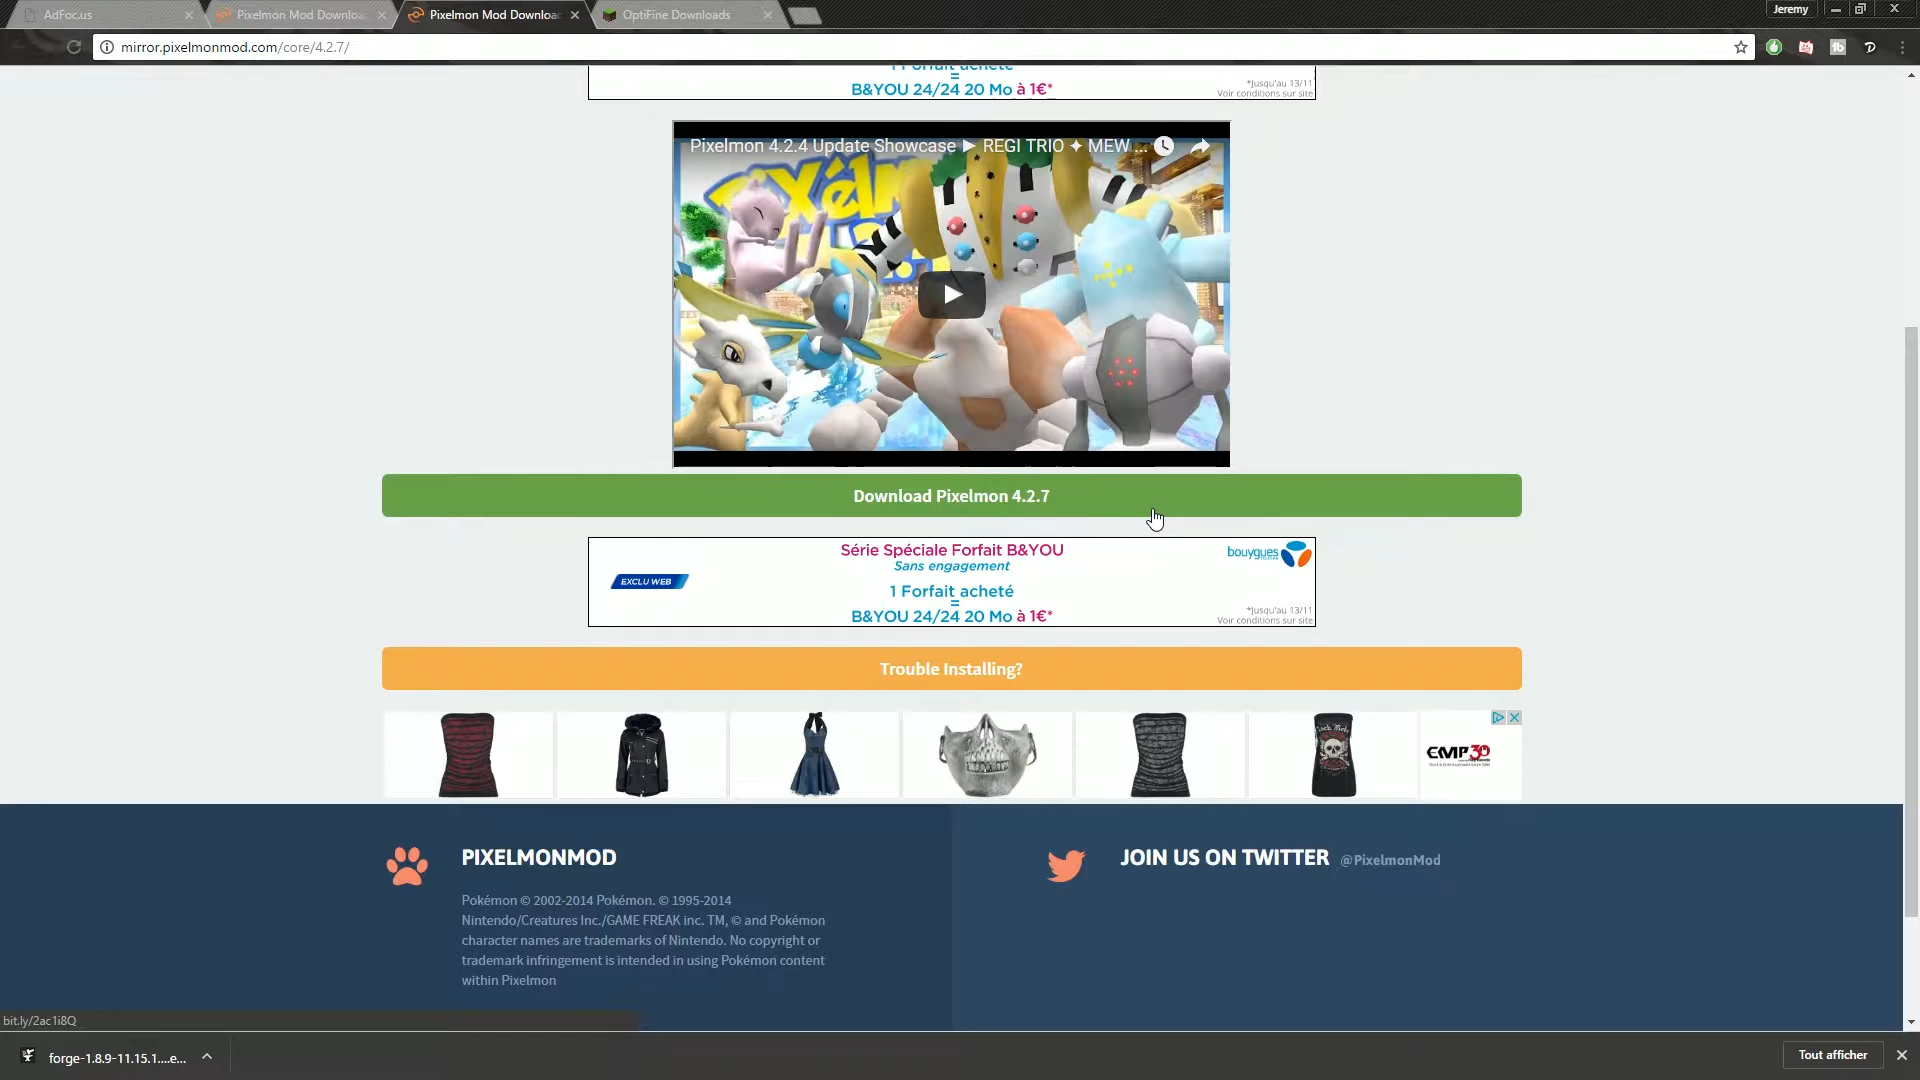 AdFoc.us
Pixelmon Mod Downloa
Pixelmon Mod Downloa
OptiFine Downloads
Jeremy
mirror.pixelmonmod.com/core/4.2.7/
1 Forfait acheté
=
B&YOU 24/24 20 Mo à 1€*
*Jusqu'au 13/11
Voir conditions sur site
Pixelmon 4.2.4 Update Showcase ► REGI TRIO ✦ MEW ...
Download Pixelmon 4.2.7
Série Spéciale Forfait B&YOU
Sans engagement
EXCLU WEB
bouygues
1 Forfait acheté
=
B&YOU 24/24 20 Mo à 1€*
*Jusqu'au 13/11
Voir conditions sur site
Trouble Installing?
EMP
PIXELMONMOD
JOIN US ON TWITTER @PixelmonMod
Pokémon © 2002-2014 Pokémon. © 1995-2014
Nintendo/Creatures Inc./GAME FREAK inc. TM, © and Pokémon
character names are trademarks of Nintendo. No copyright or
trademark infringement is intended in using Pokémon content
within Pixelmon
bit.ly/2ac1i8Q
forge-1.8.9-11.15.1....e...
Tout afficher